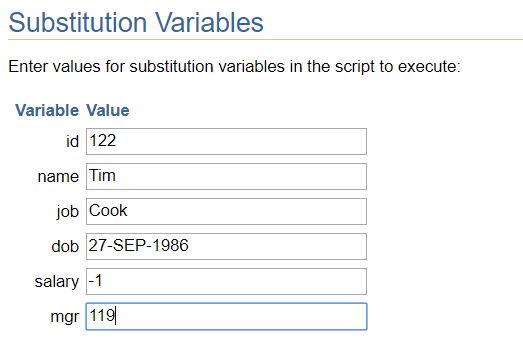 Substitution Variables
Enter values for substitution variables in the script to execute:
Variable Value
id 122
name Tim
job Cook
dob 27-SEP-1986
salary -1
mgr 119